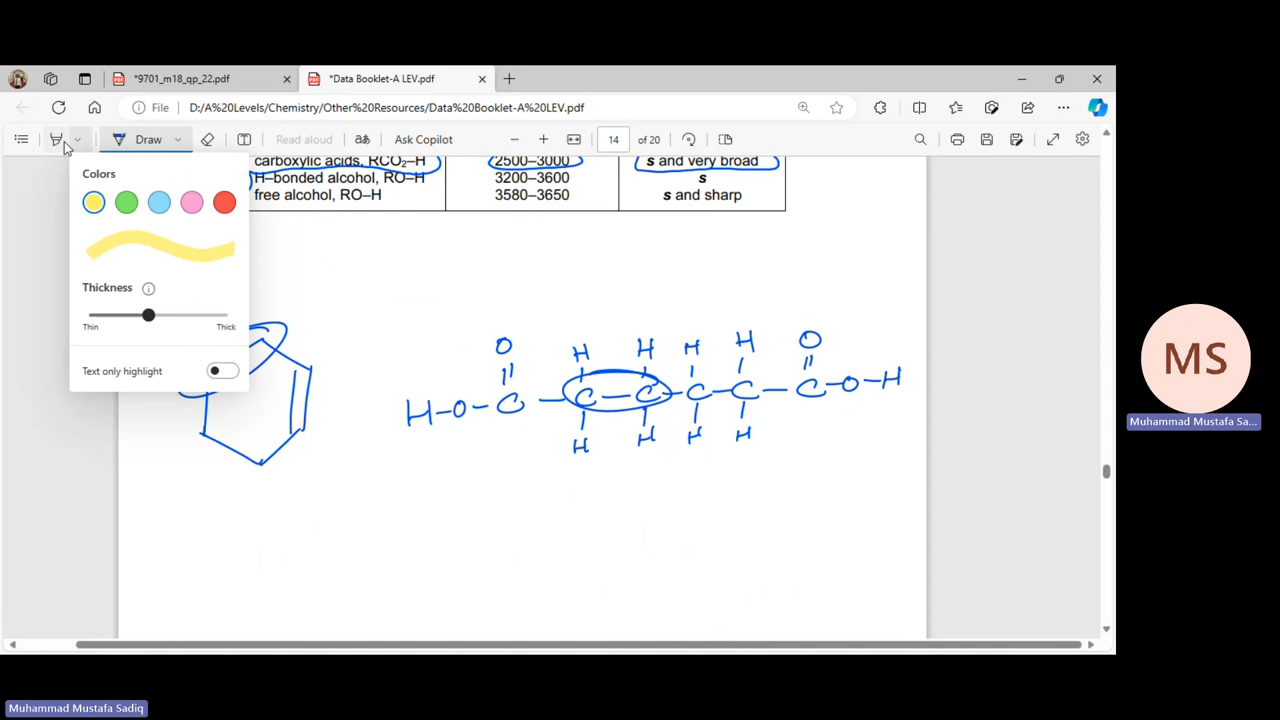 *9701_m18_qp_22.pdf
*Data Booklet-A LEV.pdf
File D:/A%20Levels/Chemistry/Other%20Resources/Data%20Booklet-A%20LEV.pdf
Draw
Read aloud
Ask Copilot
14 of 20
Colors
Thickness
Thin Thick
Text only highlight
carboxylic acids, RCO2–H 2500–3000 s and very broad
H–bonded alcohol, RO–H 3200–3600 s
free alcohol, RO–H 3580–3650 s and sharp
O H H H H O
H–O–C–C–C–C–C–C–O–H
H H H H
MS
Muhammad Mustafa Sa...
Muhammad Mustafa Sadiq